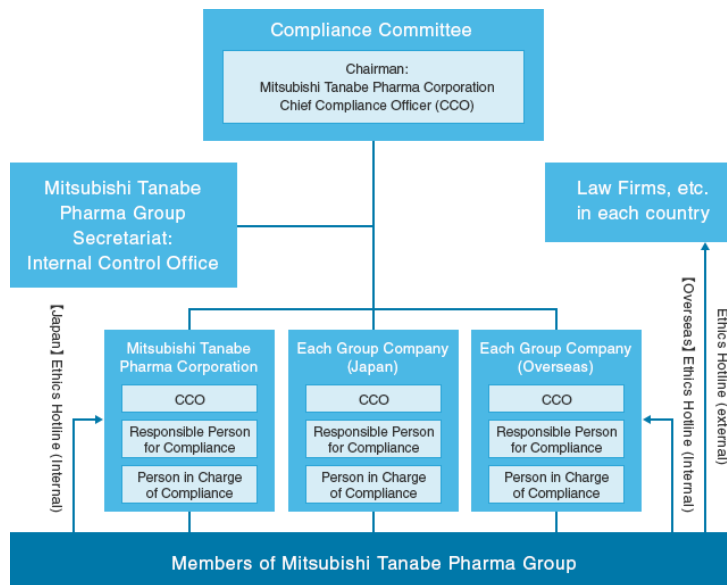 Compliance Committee
Chairman:
Mitsubishi Tanabe Pharma Corporation
Chief Compliance Officer (CCO)
Mitsubishi Tanabe
Pharma Group
Secretariat:
Internal Control Office
Law Firms, etc.
in each country
【Japan】Ethics Hotline (Internal)
Mitsubishi Tanabe
Pharma Corporation
CCO
Responsible Person
for Compliance
Person in Charge
of Compliance
Each Group Company
(Japan)
CCO
Responsible Person
for Compliance
Person in Charge
of Compliance
Each Group Company
(Overseas)
CCO
Responsible Person
for Compliance
Person in Charge
of Compliance
【Overseas】Ethics Hotline (Internal)
Ethics Hotline (external)
Members of Mitsubishi Tanabe Pharma Group